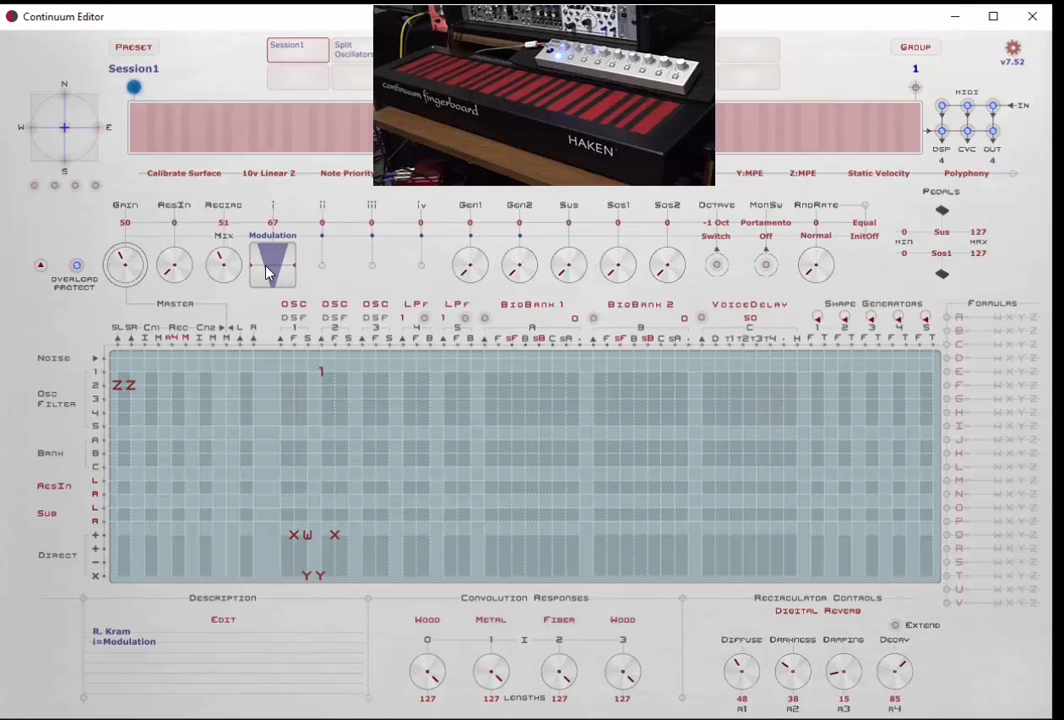 Continuum Editor
PRESET
Session1
Session1
Split
Oscillators
GROUP
1
v7.52
N
W
E
S
continuum fingerboard
HAKEN
MIDI
IN
DSP CVC OUT
4 4
Calibrate Surface 10v Linear Z Note Priority Y:MPE Z:MPE Static Velocity Polyphony
PEDALS
GAIN RESIN RECIRC i ii iii iv GEN1 GEN2 SUS SOS1 SOS2 OCTAVE MONSW RNDRATE
50 0 51 67 0 0 0 0 0 0 0 0 -1 Oct Portamento 0 Equal
MIX Modulation Switch Off Normal InitOff
0 Sus 127
MIN MAX
0 Sos1 127
OVERLOAD
PROTECT
MASTER
OSC OSC OSC LPF LPF BIQBANK 1 BIQBANK 2 VOICEDELAY SHAPE GENERATORS FORMULAS
DSF DSF DSF 1 1 0 0 50
1 2 3 4 5 A B C 1 2 3 4 5
NOISE
OSC
FILTER
1
2
3
4
5
ZZ
1
BANK
A
B
C
RESIN
L
R
SUB
L
R
DIRECT
+
+
-
X
XW X
YY
DESCRIPTION
EDIT
R. Kram
i=Modulation
CONVOLUTION RESPONSES
WOOD METAL FIBER WOOD
0 1 I 2 3
127 127 LENGTHS 127 127
RECIRCULATOR CONTROLS
DIGITAL REVERB
EXTEND
DIFFUSE DARKNESS DAMPING DECAY
48 38 15 85
R1 R2 R3 R4